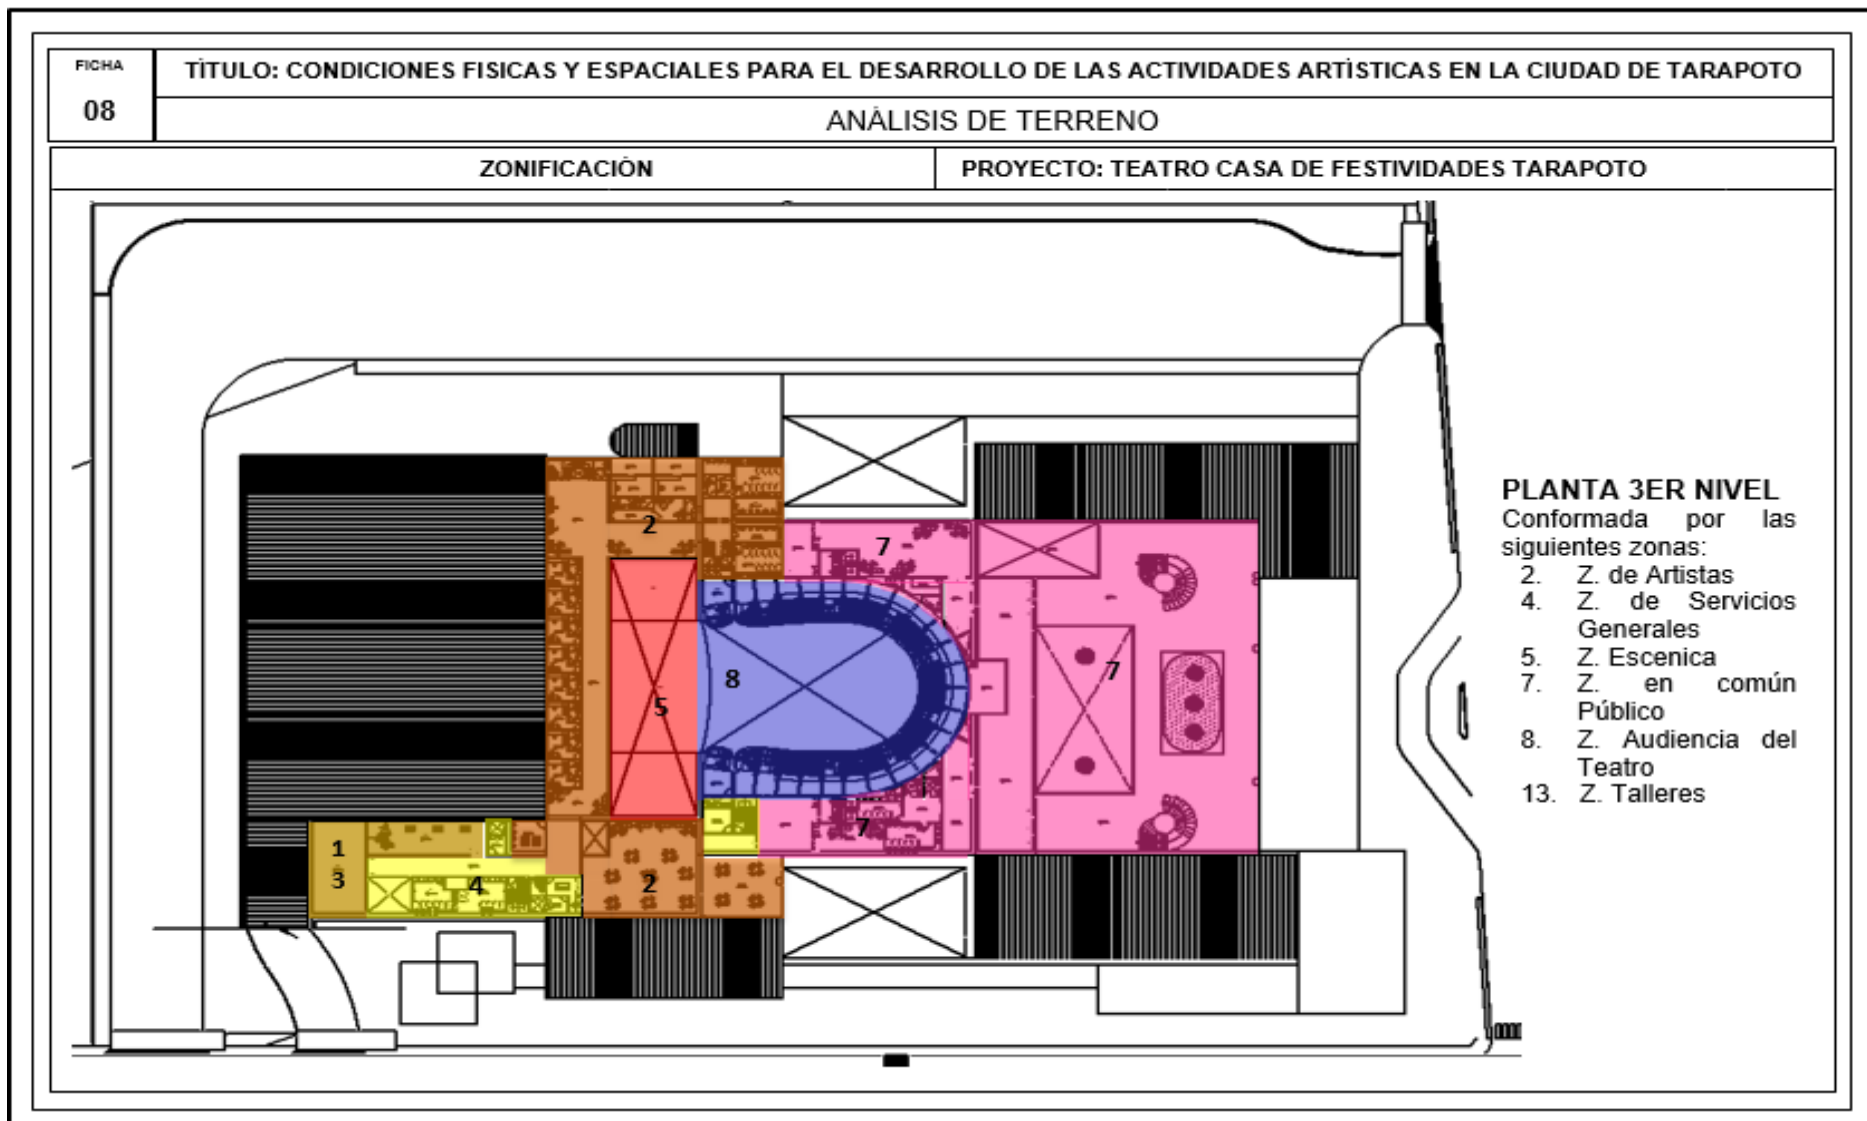 FICHA
08
TÍTULO: CONDICIONES FISICAS Y ESPACIALES PARA EL DESARROLLO DE LAS ACTIVIDADES ARTÍSTICAS EN LA CIUDAD DE TARAPOTO
ANÁLISIS DE TERRENO
ZONIFICACIÓN
PROYECTO: TEATRO CASA DE FESTIVIDADES TARAPOTO
2
7
8
5
7
7
1
3
4
2
PLANTA 3ER NIVEL
Conformada por las
siguientes zonas:
2. Z. de Artistas
4. Z. de Servicios
Generales
5. Z. Escenica
7. Z. en común
Público
8. Z. Audiencia del
Teatro
13. Z. Talleres